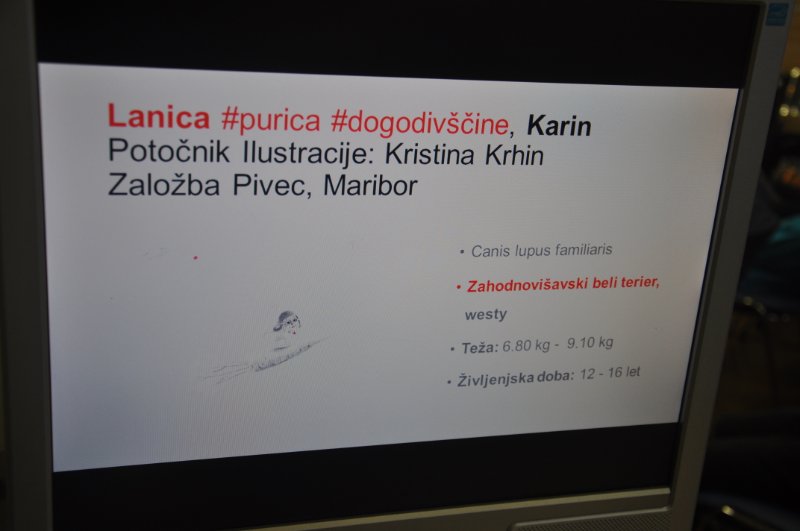 Lanica #purica #dogodivščine, Karin
Potočnik Ilustracije: Kristina Krhin
Založba Pivec, Maribor
• Canis lupus familiaris
• Zahodnovišavski beli terier,
westy
• Teža: 6.80 kg - 9.10 kg
• Življenjska doba: 12 - 16 let